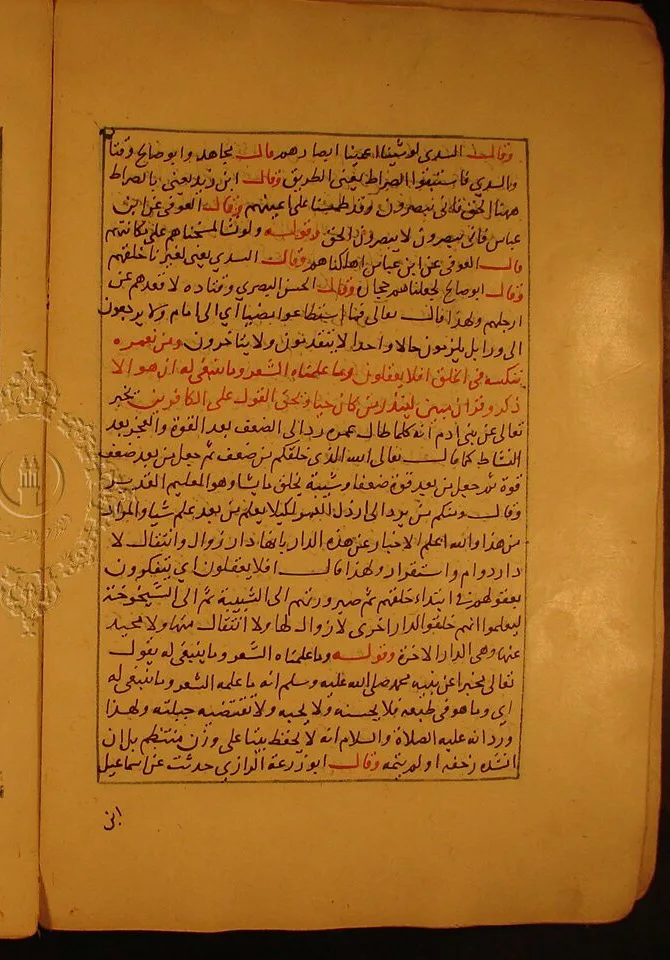 وقال السدي لو شينا اعمينا ابصارهم قال مجاهد وابو صالح وقتا
والسدي فاستبقوا الصراط يعني الطريق وقال ابن زيد يعني بالصراط
ههنا الحق فاني يبصرون وقد طمسنا على اعينهم وقال العوفي عن ابن
عباس فاني يبصرون لا يبصرون الحق وقوله ولو نشا لمسخناهم على مكانتهم
قال العوفي عن ابن عباس اهلكناهم وقال السدي يعني لغيرنا خلقهم
وقال ابو صالح لجعلناهم حجارة وقال الحسن البصري وقتاده لاقعدهم على
ارجلهم ولهذا قال تعالى فما استطاعوا مضيا اي الى امام ولا يرجعون
الى ورا بل يلزمون حالا واحدا لا يتقدمون ولا يتاخرون ومن نعمره
ننكسه في الخلق افلا يعقلون وما علمناه الشعر وما ينبغي له ان هو الا
ذكر وقران مبين لينذر من كان حيا ويحق القول على الكافرين يخبر
تعالى عن بني ادم انه كلما طال عمره رد الى الضعف بعد القوة والعجز بعد
النشاط كما قال تعالى الله الذي خلقكم من ضعف ثم جعل من بعد ضعف
قوة ثم جعل من بعد قوة ضعفا وشيبة يخلق ما يشا وهو العليم القدير
وقال ومنكم من يرد الى ارذل العمر لكيلا يعلم من بعد علم شيا والمراد
من هذا والله اعلم الاخبار عن هذه الدار بانها دار زوال وانتقال لا
دار دوام واستقرار ولهذا قال افلا يعقلون اي يتفكرون
بعقولهم في ابتداء خلقهم ثم صيرورتهم الى الشبيبة ثم الى الشيخوخة
ليعلموا انهم خلقوا لدار اخرى لا زوال لها ولا انتقال منها ولا محيد
عنها وهي الدار الاخرة وقوله وما علمناه الشعر وما ينبغي له يقول
تعالى مخبرا عن نبيه محمد صلى الله عليه وسلم انه ما علمه الشعر وما ينبغي له
اي وما هو في طبعه فلا يحسنه ولا يحبه ولا تقتضيه جبلته ولهذا
ورد انه عليه الصلاة والسلام انه لا يحفظ بيتا على وزن منتظم بل ان
انشده زحفه او لم يتمه وقال ابو زرعة الرازي حدثت عن اسماعيل